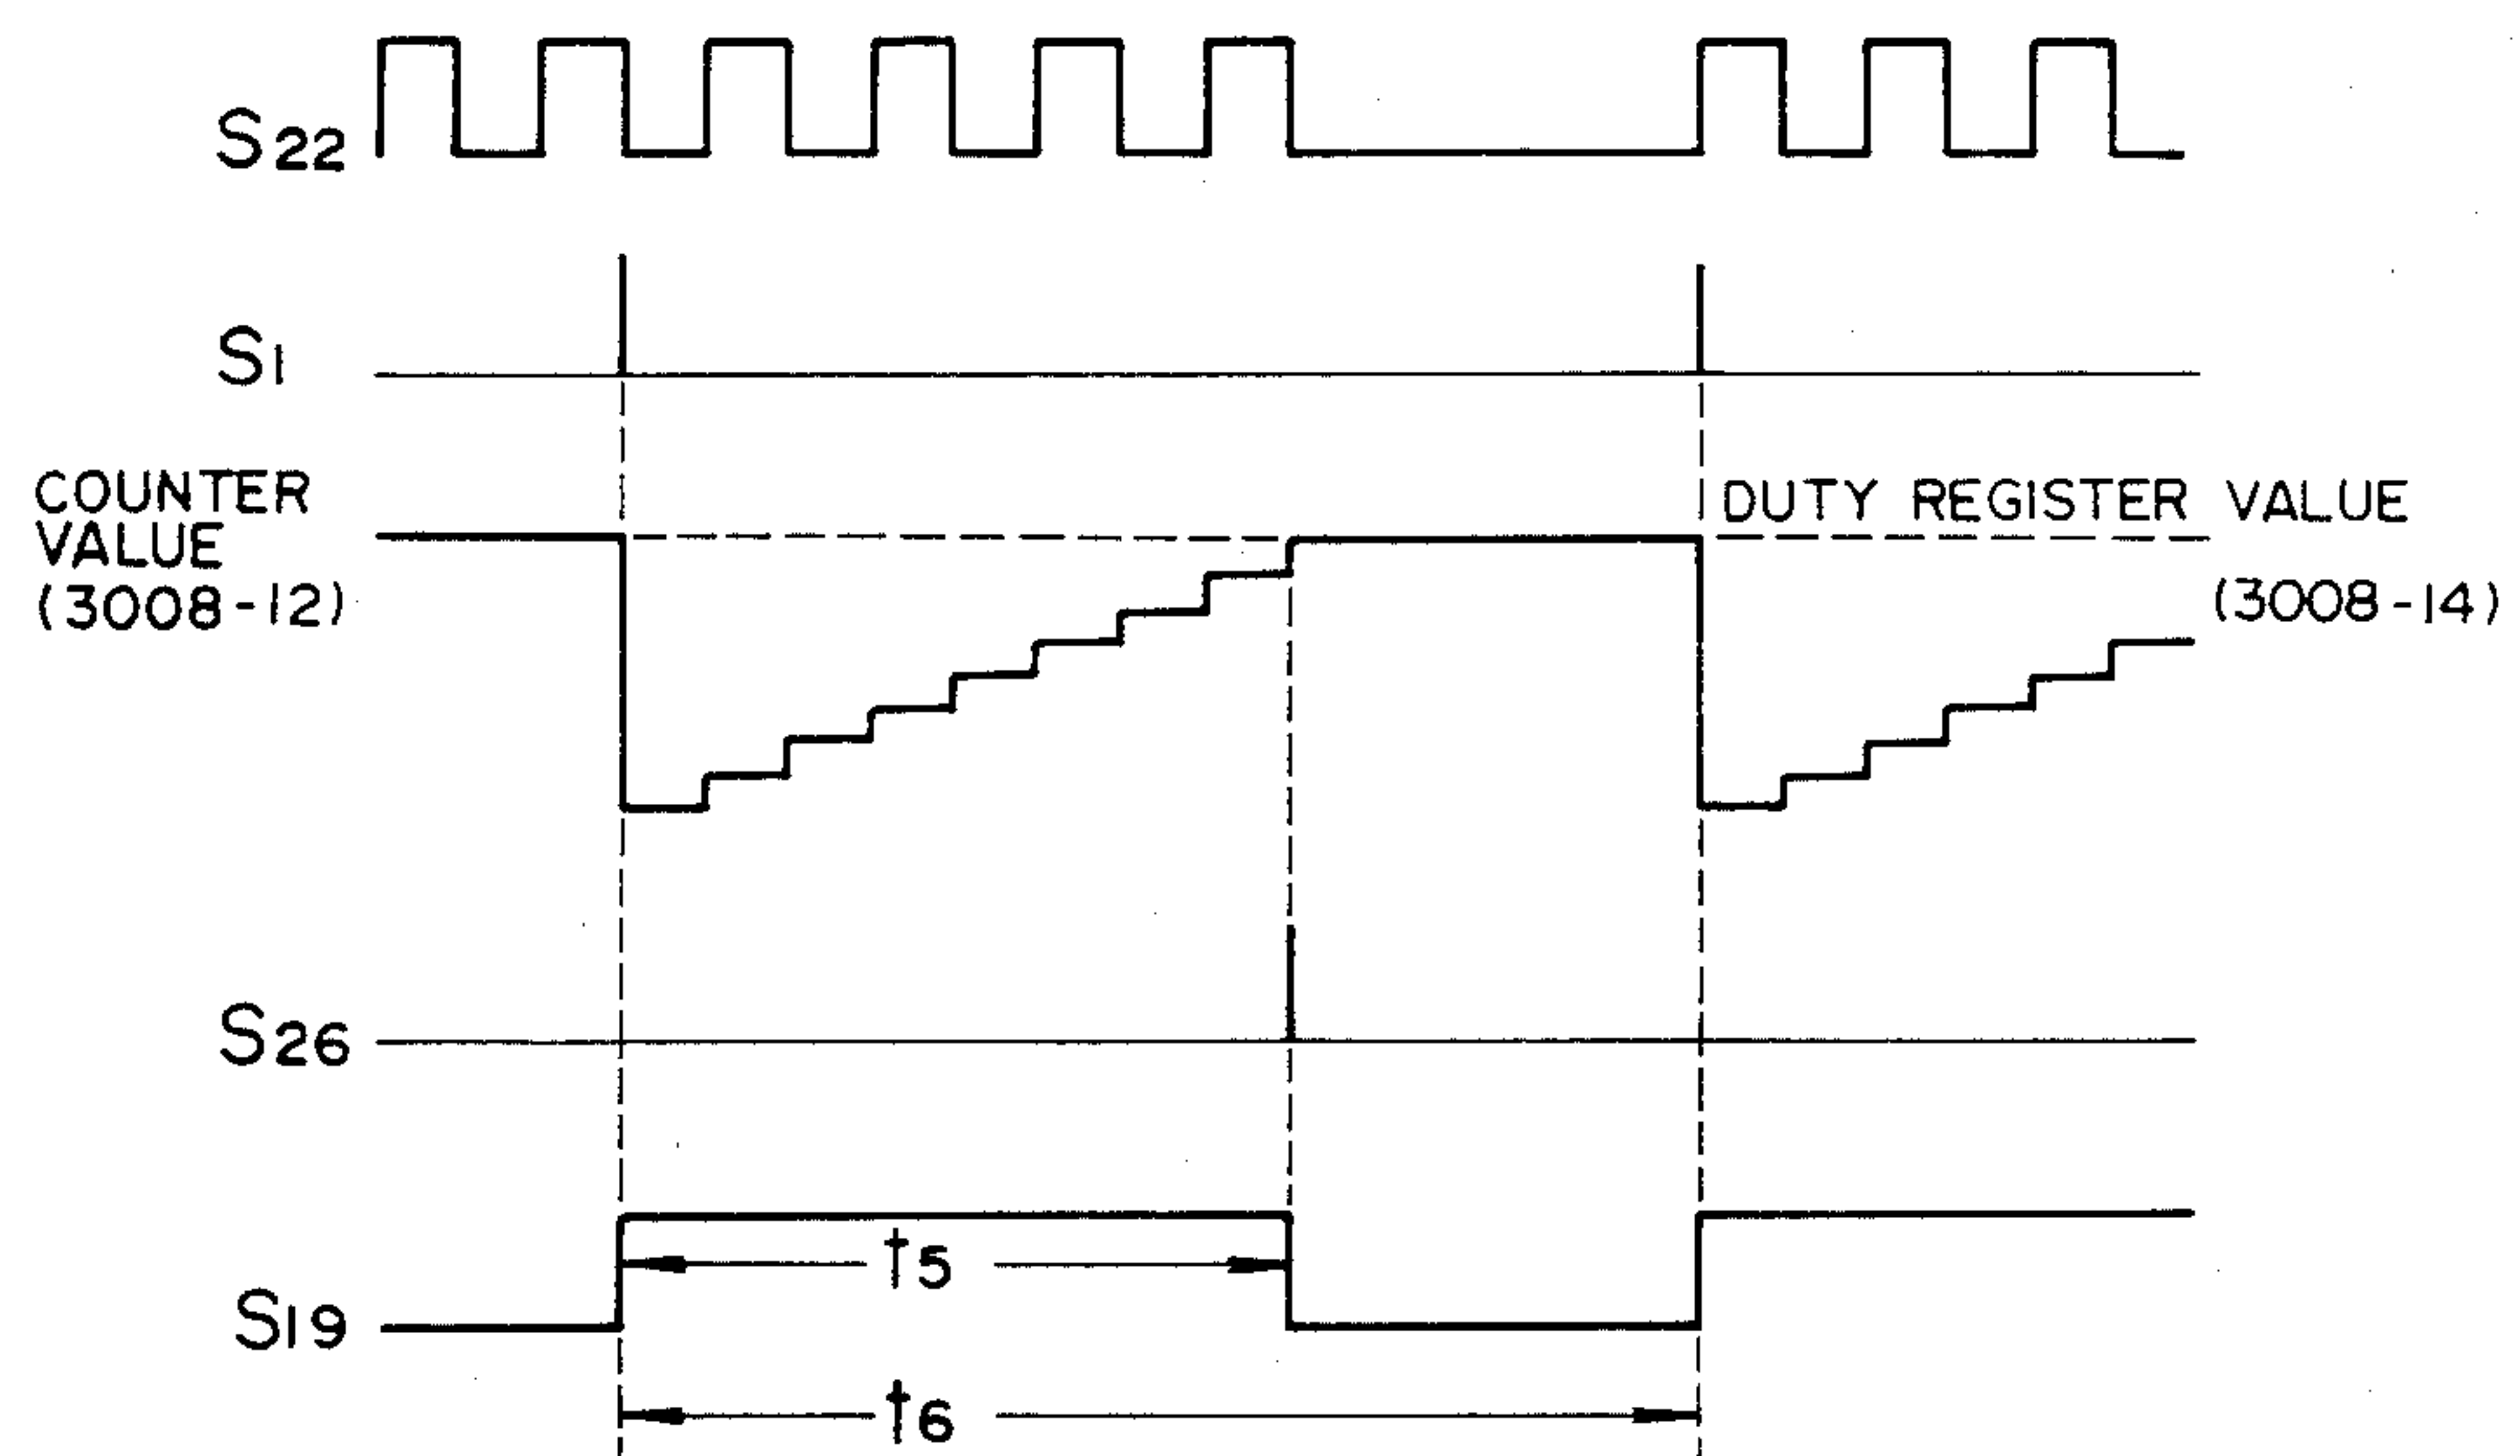 S22
S1
COUNTER
VALUE
(3008-12)
DUTY REGISTER VALUE
(3008-14)
S26
t5
S19
t6